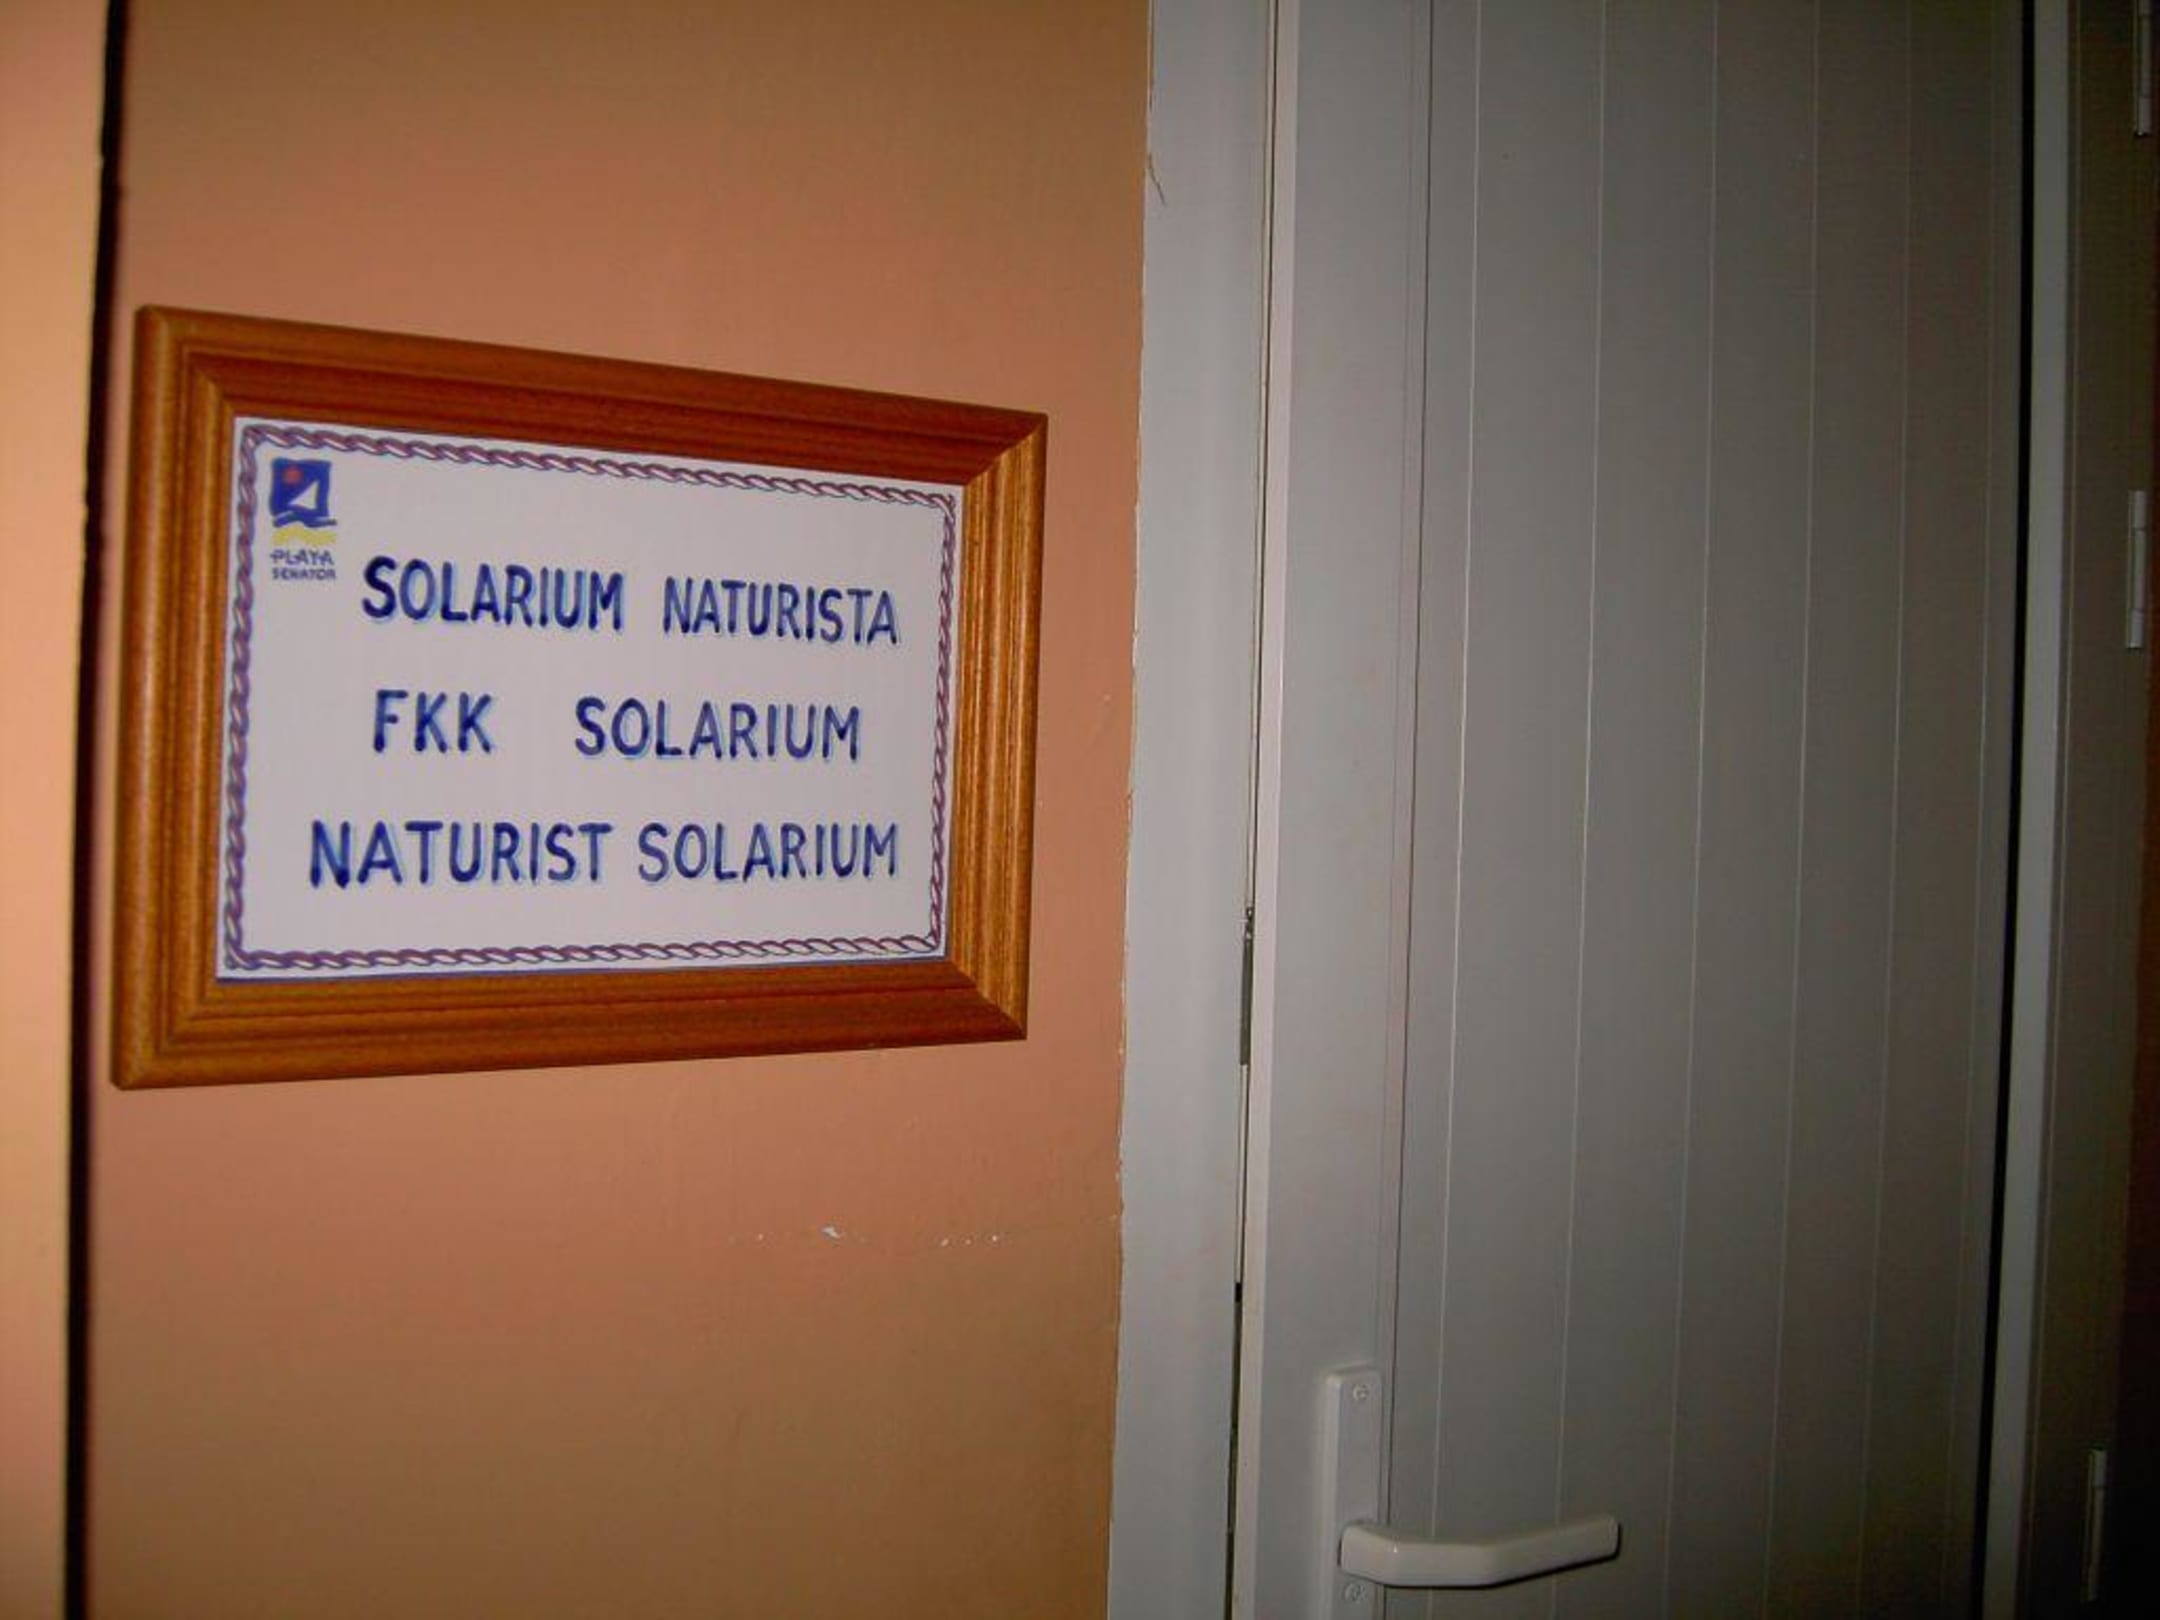 PLAYA
SENATOR
SOLARIUM NATURISTA
FKK SOLARIUM
NATURIST SOLARIUM